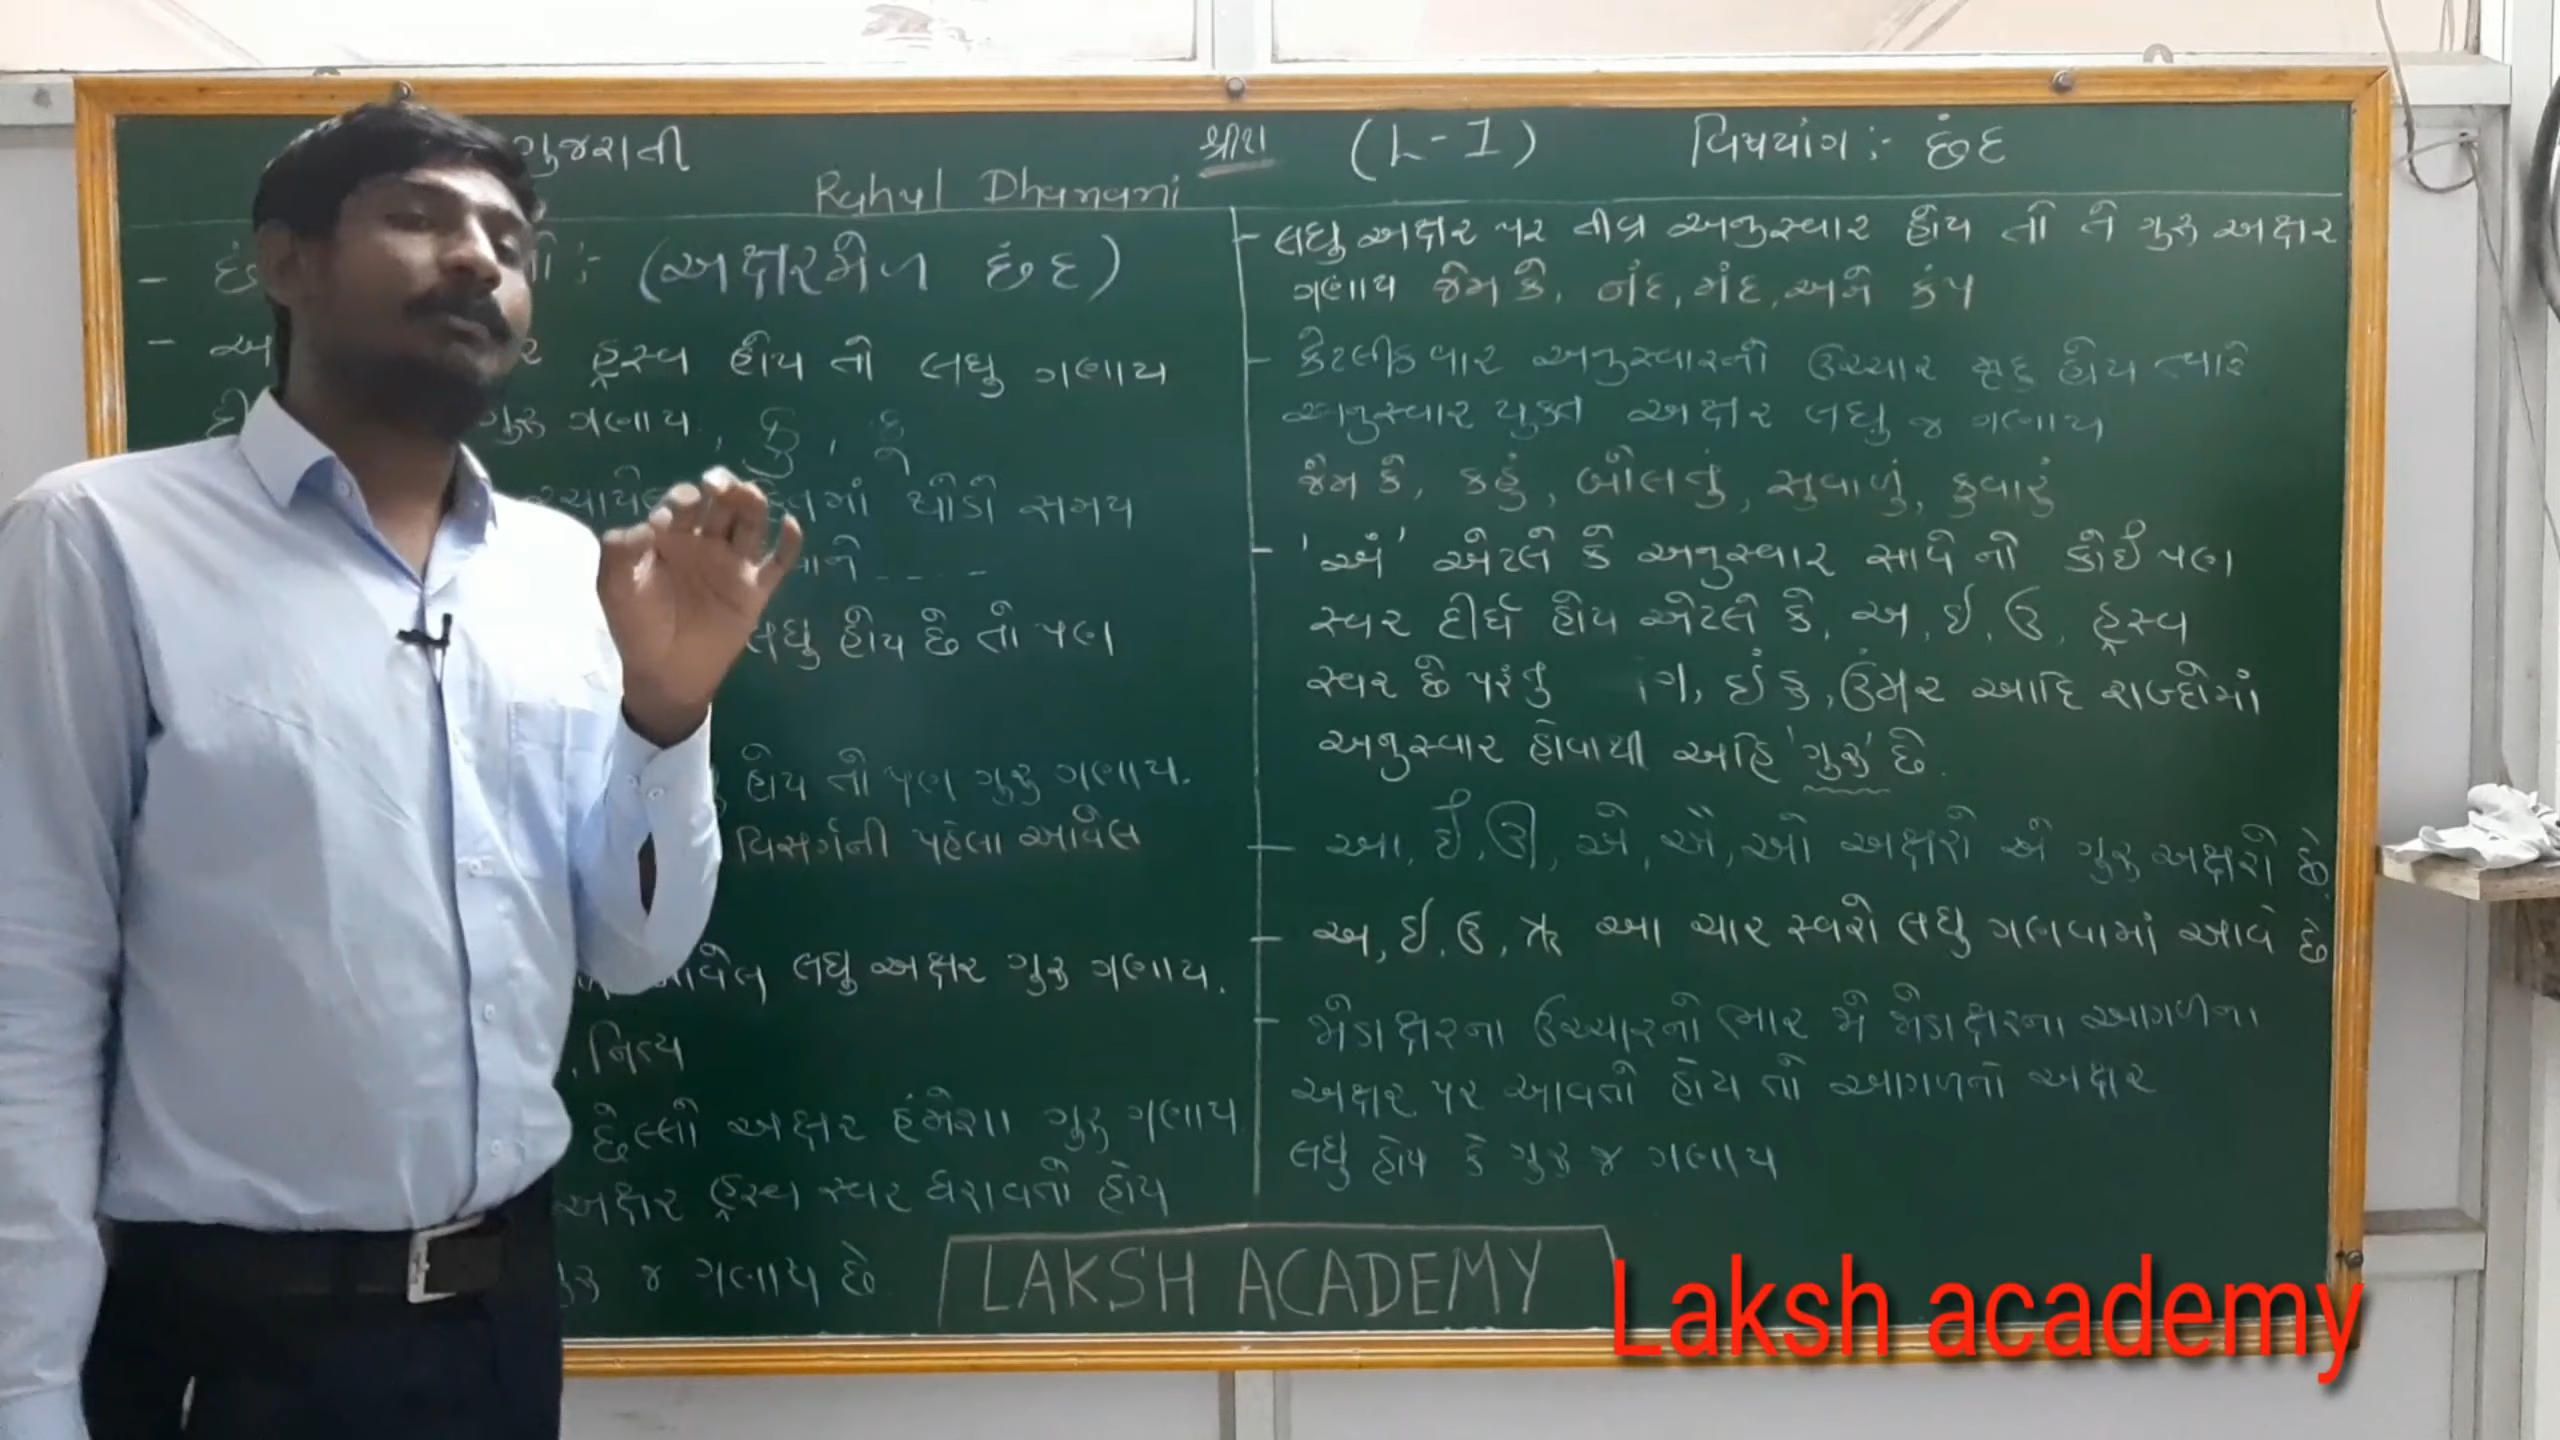 ગુજરાતી
Rahul Dhanani
શ્રીશ (L-1) વિષયાંગ :- છંદ
- છં :- (અક્ષરમેળ છંદ)
- અ હ્રસ્વ હોય તો લઘુ ગણાય
ગુરુ ગણાય,
થોડો સમય
લઘુ હોય છે તો પણ
હોય તો પણ ગુરુ ગણાય.
વિસર્ગની પહેલા આવેલ
લઘુ અક્ષર ગુરુ ગણાય.
, નિત્ય
છેલ્લો અક્ષર હંમેશા ગુરુ ગણાય
અક્ષર હ્રસ્વ સ્વર ધરાવતો હોય
જ ગણાય છે
- લઘુ અક્ષર પર તીવ્ર અનુસ્વાર હોય તો તે ગુરુ અક્ષર
ગણાય જેમ કે, નંદ, મંદ, અને કંપ
- કેટલીકવાર અનુસ્વારનો ઉચ્ચાર મૃદુ હોય ત્યારે
અનુસ્વાર યુક્ત અક્ષર લઘુ જ ગણાય
જેમ કે, કહું, બોલતું, સુવાળું, કુવારું
- 'અં' એટલે કે અનુસ્વાર સાથે નો કોઈ પણ
સ્વર દીર્ઘ હોય એટલે કે, અ, ઇ, ઉ, હ્રસ્વ
સ્વર છે પરંતુ ગ, ઈંકુ, ઉંમર આદિ શબ્દોમાં
અનુસ્વાર હોવાથી અહિ 'ગુરુ' છે.
- આ, ઈ, ઊ, એ, ઐ, ઓ અક્ષરો એ ગુરુ અક્ષરો છે.
- અ, ઇ, ઉ, ઋ આ ચાર સ્વરો લઘુ ગણવામાં આવે છે
- જોડાક્ષરના ઉચ્ચારનો ભાર જો જોડાક્ષરના આગળના
અક્ષર પર આવતો હોય તો આગળનો અક્ષર
લઘુ હોય કે ગુરુ જ ગણાય
LAKSH ACADEMY
Laksh academy